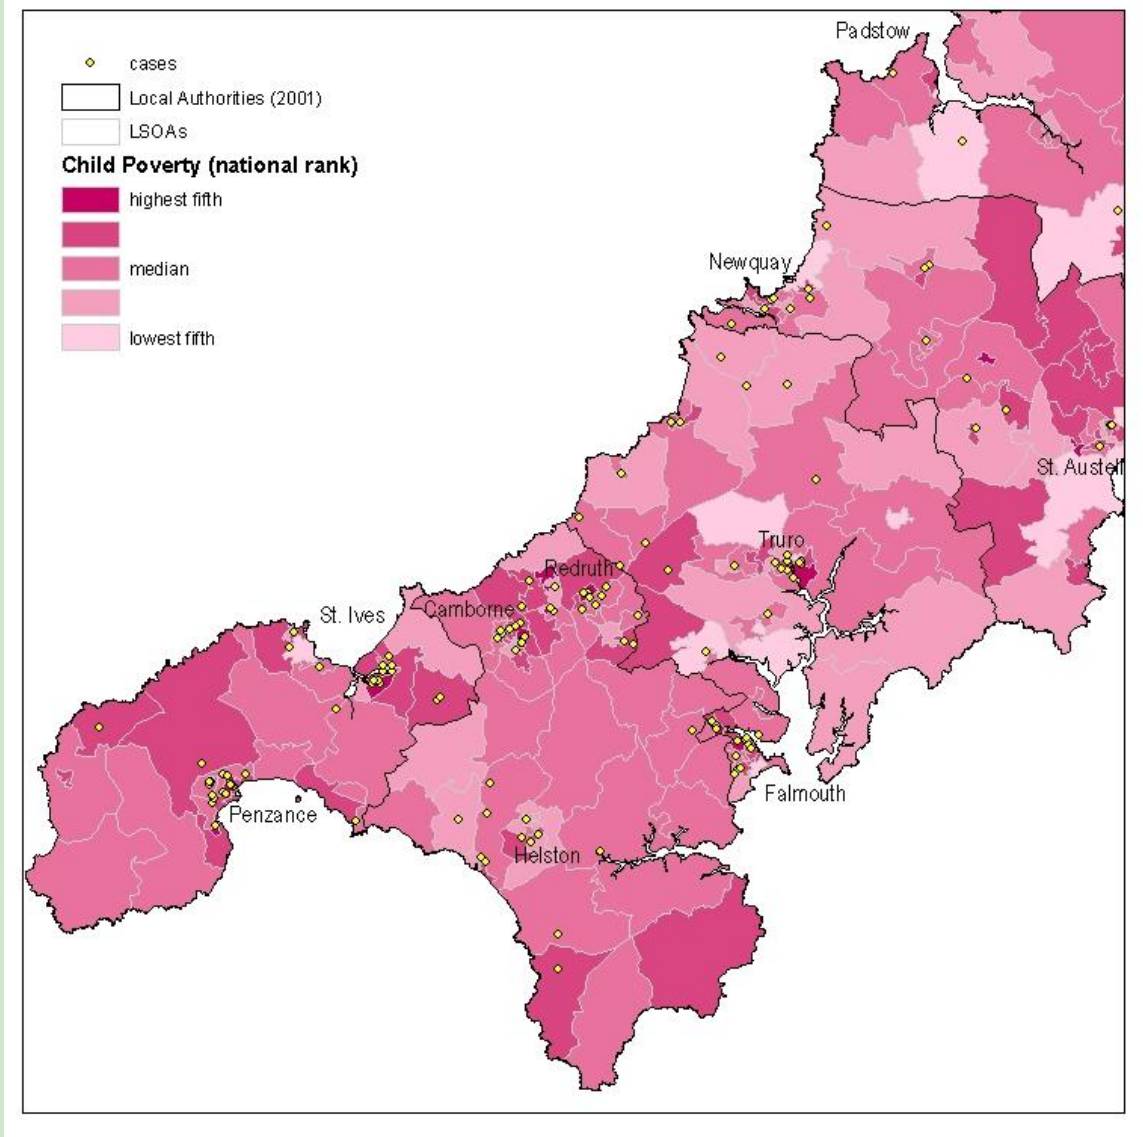 Padstow
cases
Local Authorities (2001)
LSOAs
Child Poverty (national rank)
highest fifth
Newquay
median
lowest fifth
St. Austell
Truro
Redruth
Camborne
St. Ives
Falmouth
Penzance
Helston